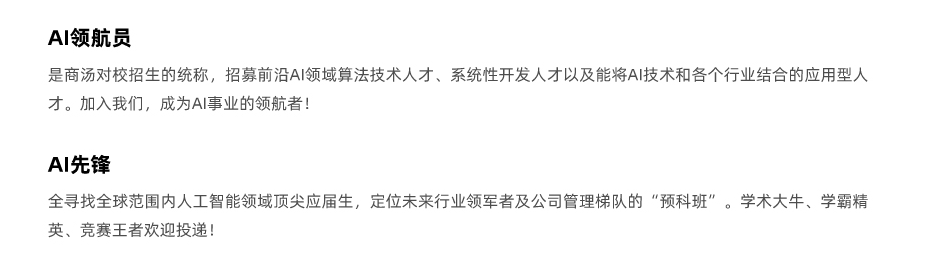 AI领航员
是商汤对校招生的统称，招募前沿AI领域算法技术人才、系统性开发人才以及能将AI技术和各个行业结合的应用型人
才。加入我们，成为AI事业的领航者！
AI先锋
全寻找全球范围内人工智能领域顶尖应届生，定位未来行业领军者及公司管理梯队的“预科班”。学术大牛、学霸精
英、竞赛王者欢迎投递！